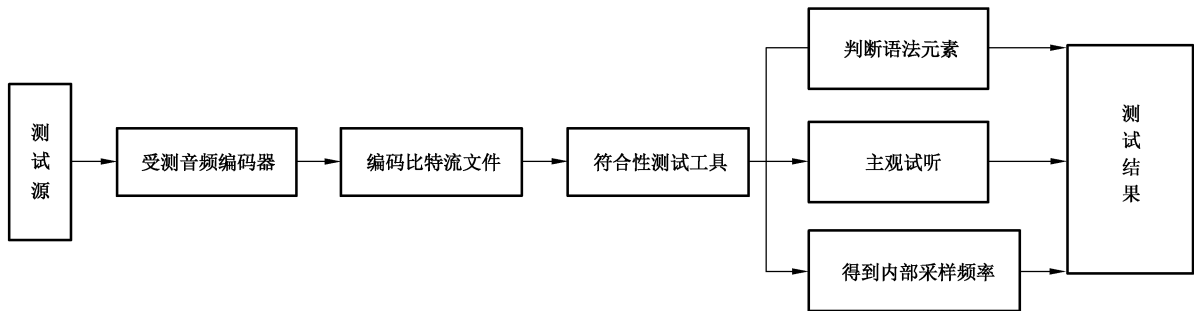 测试源
受测音频编码器
编码比特流文件
符合性测试工具
判断语法元素
主观试听
得到内部采样频率
测试结果